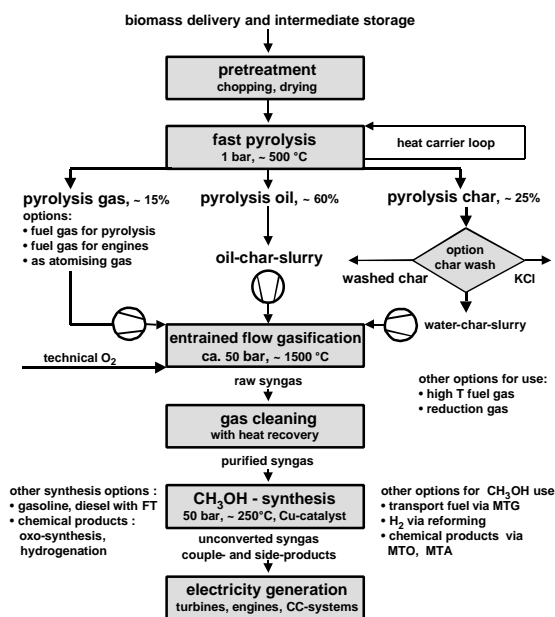 biomass delivery and intermediate storage
pretreatment
chopping, drying
fast pyrolysis
1 bar, ~ 500 °C
heat carrier loop
pyrolysis gas, ~ 15%
options:
• fuel gas for pyrolysis
• fuel gas for engines
• as atomising gas
pyrolysis oil, ~ 60%
pyrolysis char, ~ 25%
oil-char-slurry
option
char wash
washed char
KCl
water-char-slurry
entrained flow gasification
ca. 50 bar, ~ 1500 °C
technical O₂
raw syngas
other options for use:
• high T fuel gas
• reduction gas
gas cleaning
with heat recovery
purified syngas
other synthesis options :
• gasoline, diesel with FT
• chemical products :
oxo-synthesis,
hydrogenation
CH₃OH - synthesis
50 bar, ~ 250°C, Cu-catalyst
other options for CH₃OH use
• transport fuel via MTG
• H₂ via reforming
• chemical products via
MTO, MTA
unconverted syngas
couple- and side-products
electricity generation
turbines, engines, CC-systems